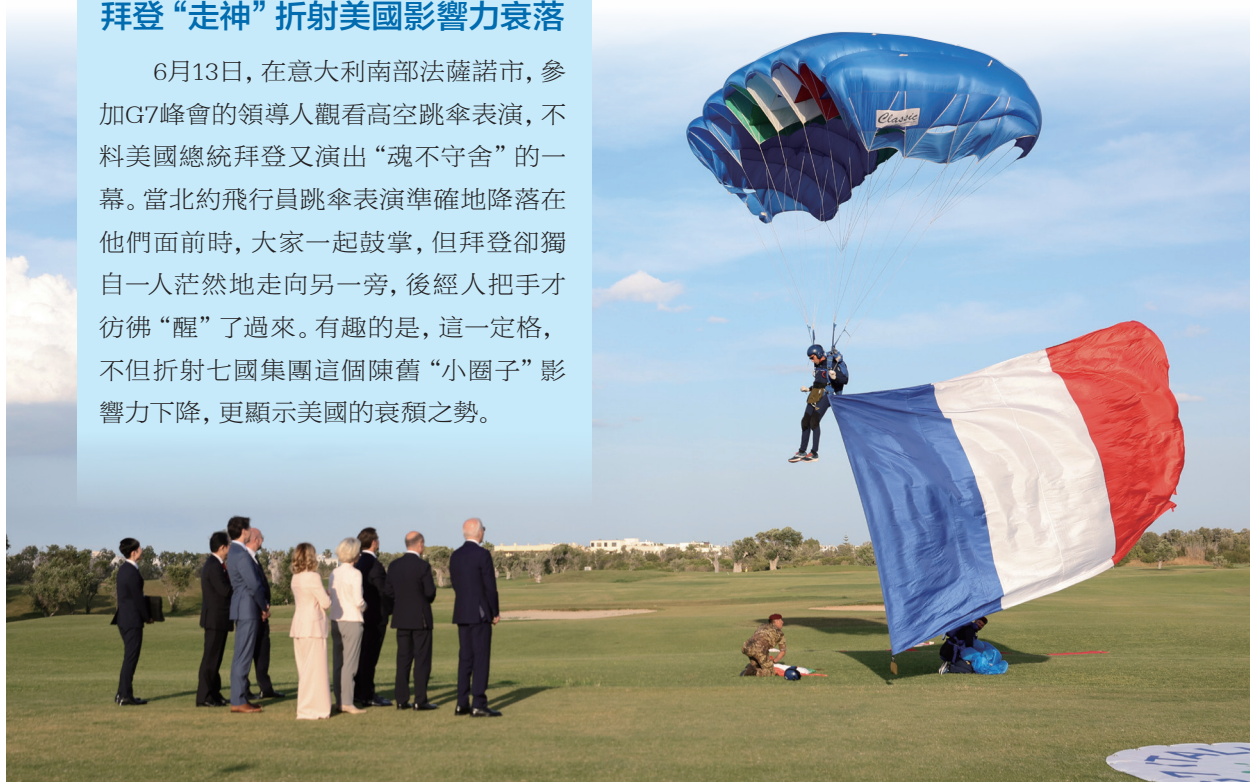 拜登“走神”折射美國影響力衰落
6月13日，在意大利南部法薩諾市，參
加G7峰會的領導人觀看高空跳傘表演，不
料美國總統拜登又演出“魂不守舍”的一
幕。當北約飛行員跳傘表演準確地降落在
他們面前時，大家一起鼓掌，但拜登卻獨
自一人茫然地走向另一旁，後經人把手才
彷彿“醒”了過來。有趣的是，這一定格，
不但折射七國集團這個陳舊“小圈子”影
響力下降，更顯示美國的衰頹之勢。
Classic